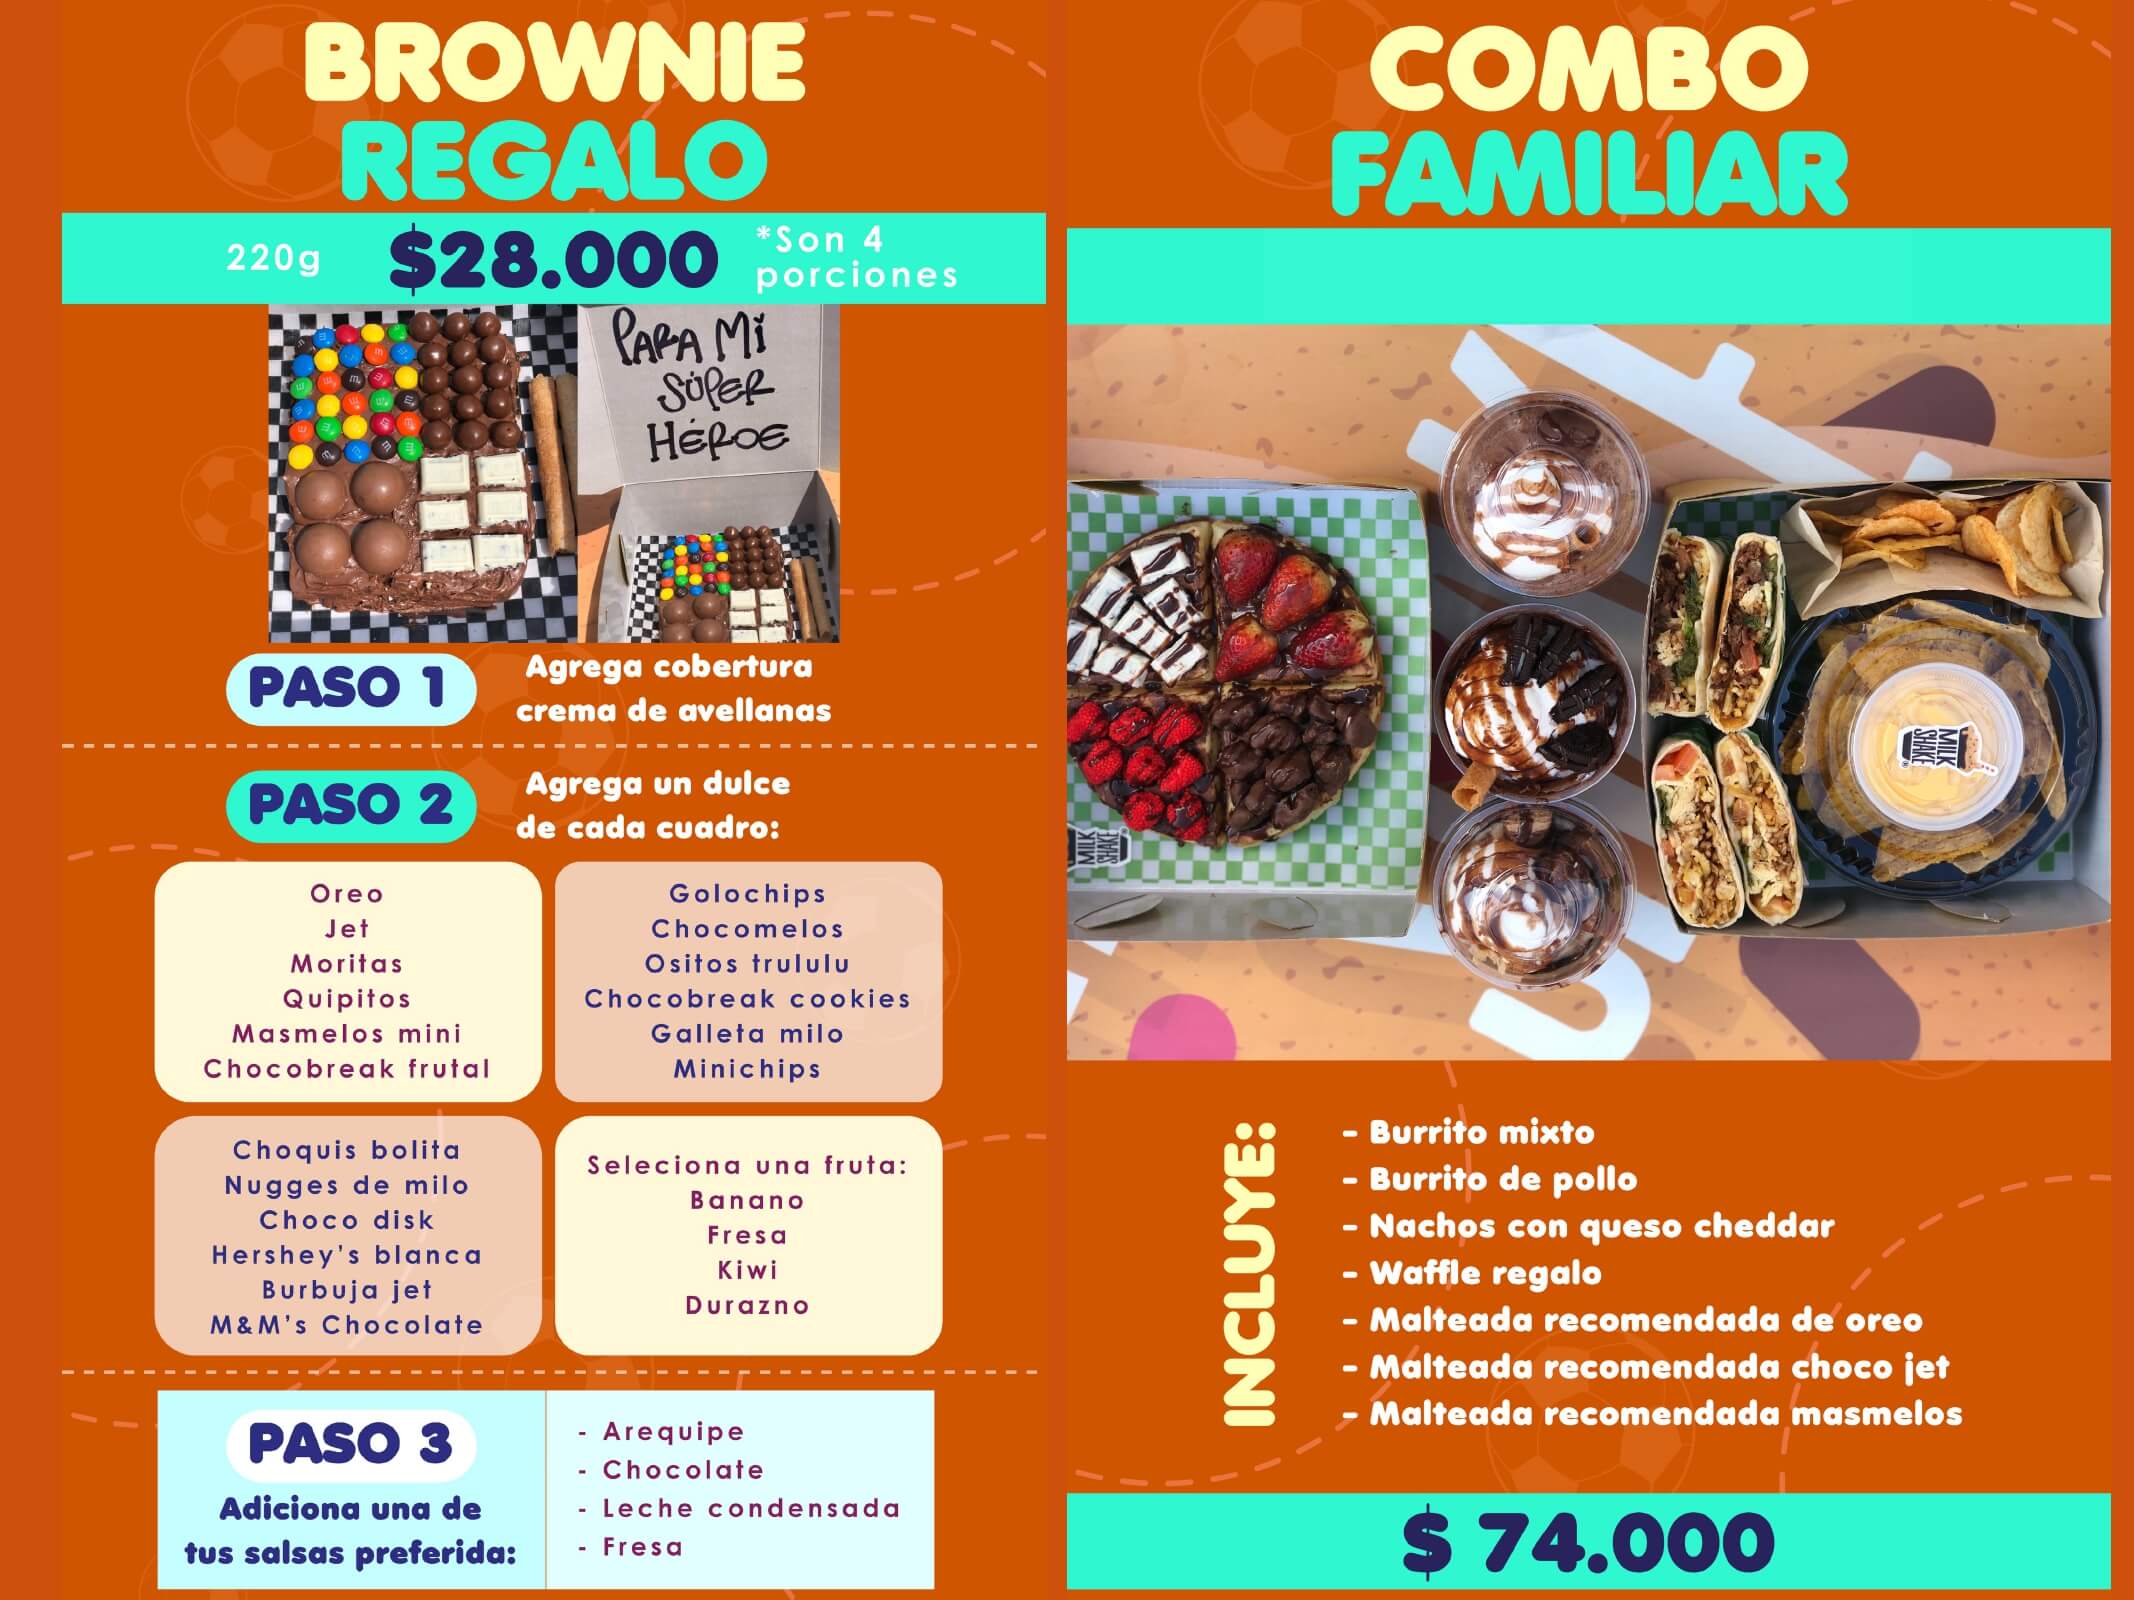 BROWNIE
REGALO
220g
$28.000
*Son 4
porciones
PARA MI
SÚPER
HÉROE
PASO 1
Agrega cobertura
crema de avellanas
PASO 2
Agrega un dulce
de cada cuadro:
Oreo
Jet
Moritas
Quipitos
Masmelos mini
Chocobreak frutal
Golochips
Chocomelos
Ositos trululu
Chocobreak cookies
Galleta milo
Minichips
Choquis bolita
Nugges de milo
Choco disk
Hershey's blanca
Burbuja jet
M&M's Chocolate
Seleciona una fruta:
Banano
Fresa
Kiwi
Durazno
PASO 3
Adiciona una de
tus salsas preferida:
- Arequipe
- Chocolate
- Leche condensada
- Fresa
COMBO
FAMILIAR
MILK
SHAKE
MILK
SHAKE
INCLUYE:
- Burrito mixto
- Burrito de pollo
- Nachos con queso cheddar
- Waffle regalo
- Malteada recomendada de oreo
- Malteada recomendada choco jet
- Malteada recomendada masmelos
$ 74.000